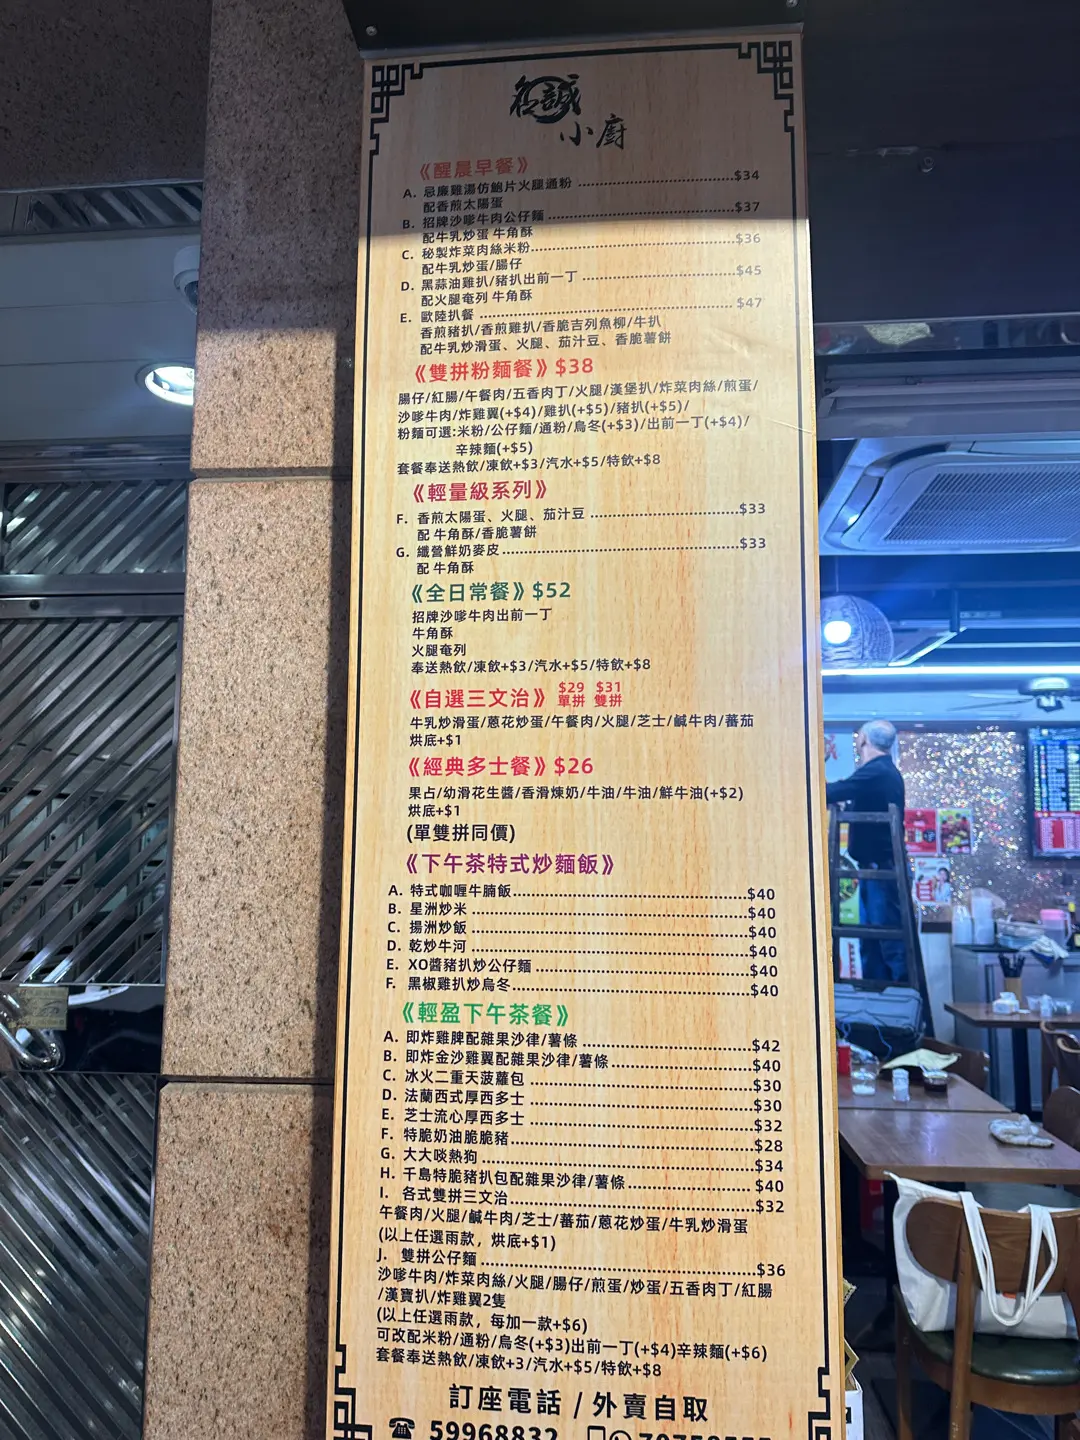 名誠
小廚
《醒晨早餐》
A. 忌廉雞湯仿鮑片火腿通粉 $34
配香煎太陽蛋
B. 招牌沙嗲牛肉公仔麵 $37
配牛乳炒蛋 牛角酥
C. 秘製炸菜肉絲米粉 $36
配牛乳炒蛋/腸仔
D. 黑蒜油雞扒/豬扒出前一丁 $45
配火腿奄列 牛角酥
E. 歐陸扒餐 $47
香煎豬扒/香煎雞扒/香脆吉列魚柳/牛扒
配牛乳炒滑蛋、火腿、茄汁豆、香脆薯餅
《雙拼粉麵餐》$38
腸仔/紅腸/午餐肉/五香肉丁/火腿/漢堡扒/炸菜肉絲/煎蛋/
沙嗲牛肉/炸雞翼(+$4)/雞扒(+$5)/豬扒(+$5)/
粉麵可選:米粉/公仔麵/通粉/烏冬(+$3)/出前一丁(+$4)/
辛辣麵(+$5)
套餐奉送熱飲/凍飲+$3/汽水+$5/特飲+$8
《輕量級系列》
F. 香煎太陽蛋、火腿、茄汁豆 $33
配 牛角酥/香脆薯餅
G. 纖營鮮奶麥皮 $33
配 牛角酥
《全日常餐》$52
招牌沙嗲牛肉出前一丁
牛角酥
火腿奄列
奉送熱飲/凍飲+$3/汽水+$5/特飲+$8
《自選三文治》 $29 單拼 $31 雙拼
牛乳炒滑蛋/蔥花炒蛋/午餐肉/火腿/芝士/鹹牛肉/蕃茄
烘底+$1
《經典多士餐》$26
果占/幼滑花生醬/香滑煉奶/牛油/牛油/鮮牛油(+$2)
烘底+$1
(單雙拼同價)
《下午茶特式炒麵飯》
A. 特式咖喱牛腩飯 $40
B. 星洲炒米 $40
C. 揚洲炒飯 $40
D. 乾炒牛河 $40
E. XO醬豬扒炒公仔麵 $40
F. 黑椒雞扒炒烏冬 $40
《輕盈下午茶餐》
A. 即炸雞脾配雜果沙律/薯條 $42
B. 即炸金沙雞翼配雜果沙律/薯條 $40
C. 冰火二重天菠蘿包 $30
D. 法蘭西式厚西多士 $30
E. 芝士流心厚西多士 $32
F. 特脆奶油脆脆豬 $28
G. 大大啖熱狗 $34
H. 千島特脆豬扒包配雜果沙律/薯條 $40
I. 各式雙拼三文治 $32
午餐肉/火腿/鹹牛肉/芝士/蕃茄/蔥花炒蛋/牛乳炒滑蛋
(以上任選兩款，烘底+$1)
J. 雙拼公仔麵 $36
沙嗲牛肉/炸菜肉絲/火腿/腸仔/煎蛋/炒蛋/五香肉丁/紅腸
/漢寶扒/炸雞翼2隻
(以上任選兩款，每加一款+$6)
可改配米粉/通粉/烏冬(+$3)出前一丁(+$4)辛辣麵(+$6)
套餐奉送熱飲/凍飲+3/汽水+$5/特飲+$8
訂座電話 / 外賣自取
59968832